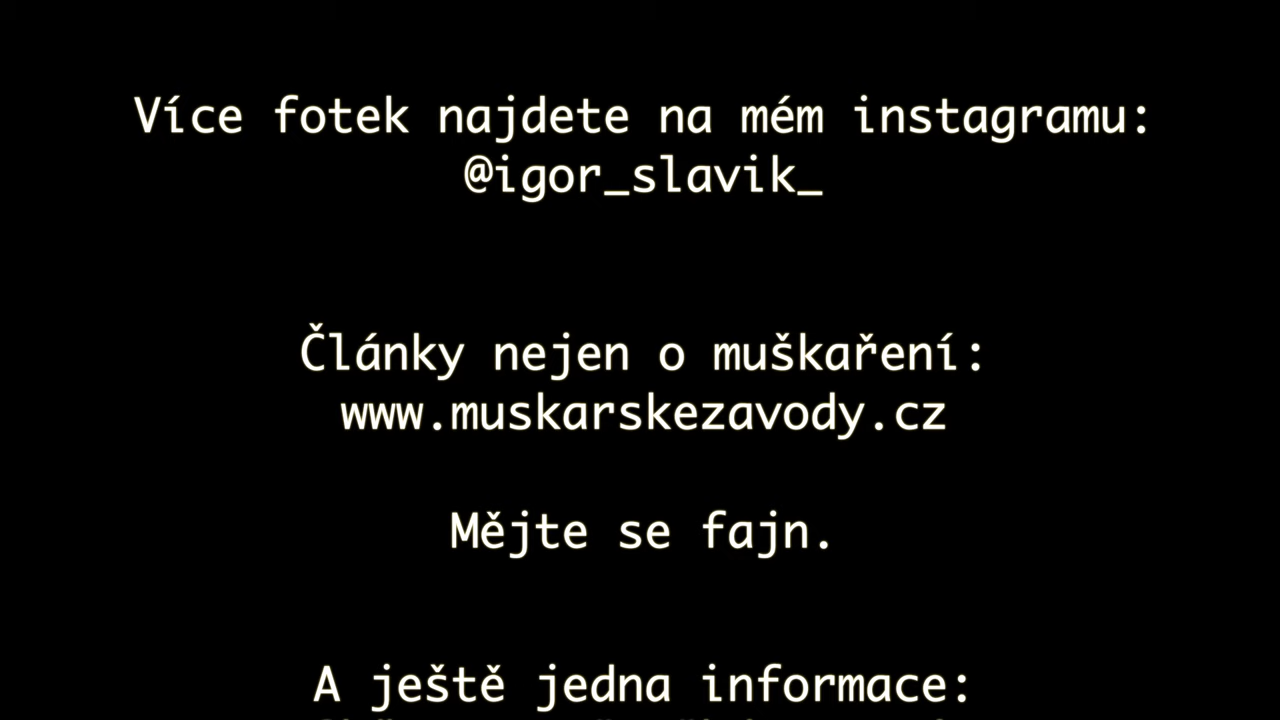 Více fotek najdete na mém instagramu:
@igor_slavik_
Články nejen o muškaření:
www.muskarskezavody.cz
Mějte se fajn.
A ještě jedna informace: